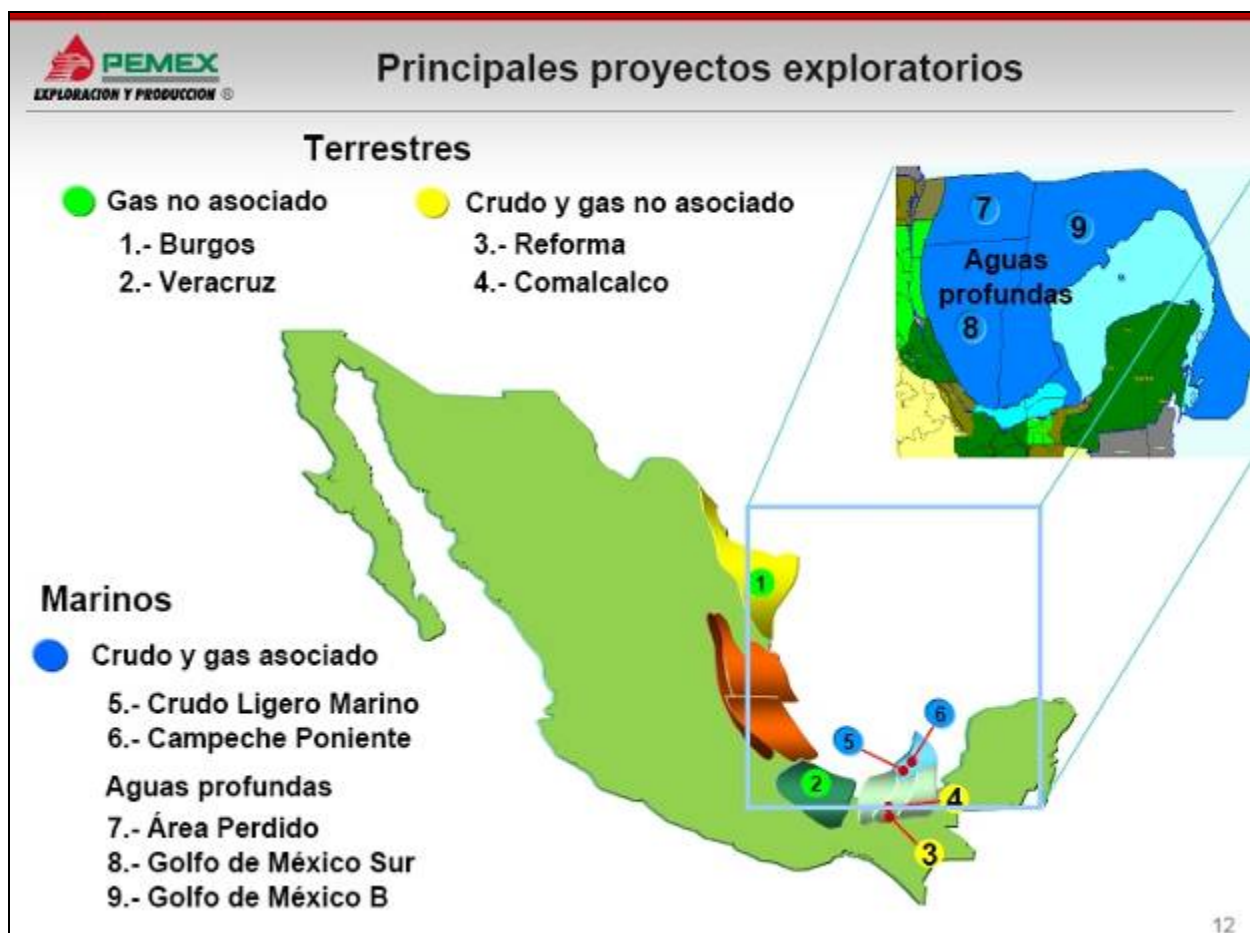 PEMEX
EXPLORACION Y PRODUCCION ®
Principales proyectos exploratorios
Terrestres
Gas no asociado
1.- Burgos
2.- Veracruz
Crudo y gas no asociado
3.- Reforma
4.- Comalcalco
7
9
Aguas
profundas
8
1
Marinos
Crudo y gas asociado
5.- Crudo Ligero Marino
6.- Campeche Poniente
Aguas profundas
7.- Área Perdido
8.- Golfo de México Sur
9.- Golfo de México B
6
5
2
4
3
12